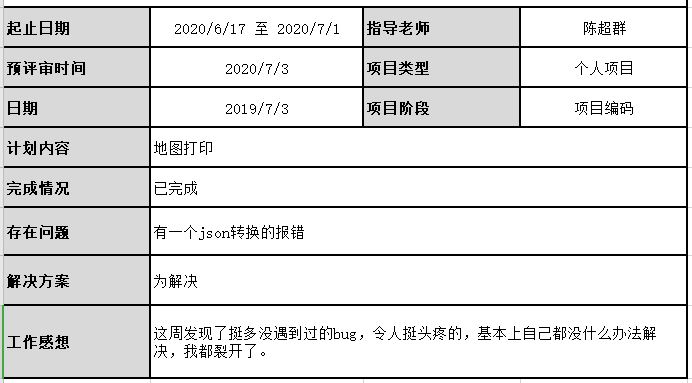 起止日期 2020/6/17 至 2020/7/1 指导老师 陈超群
预评审时间 2020/7/3 项目类型 个人项目
日期 2019/7/3 项目阶段 项目编码
计划内容 地图打印
完成情况 已完成
存在问题 有一个json转换的报错
解决方案 为解决
工作感想 这周发现了挺多没遇到过的bug，令人挺头疼的，基本上自己都没什么办法解
决，我都裂开了。